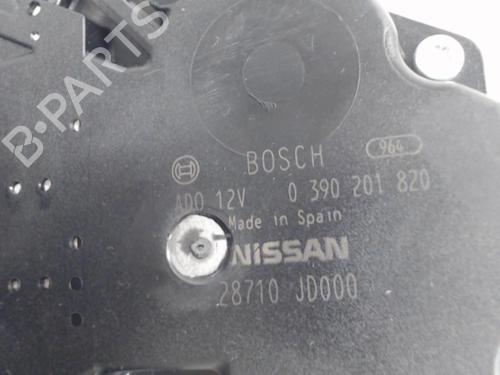 B-PARTS
BOSCH 964
ADO 12V 0 390 201 820
Made in Spain
NISSAN
28710 JD000